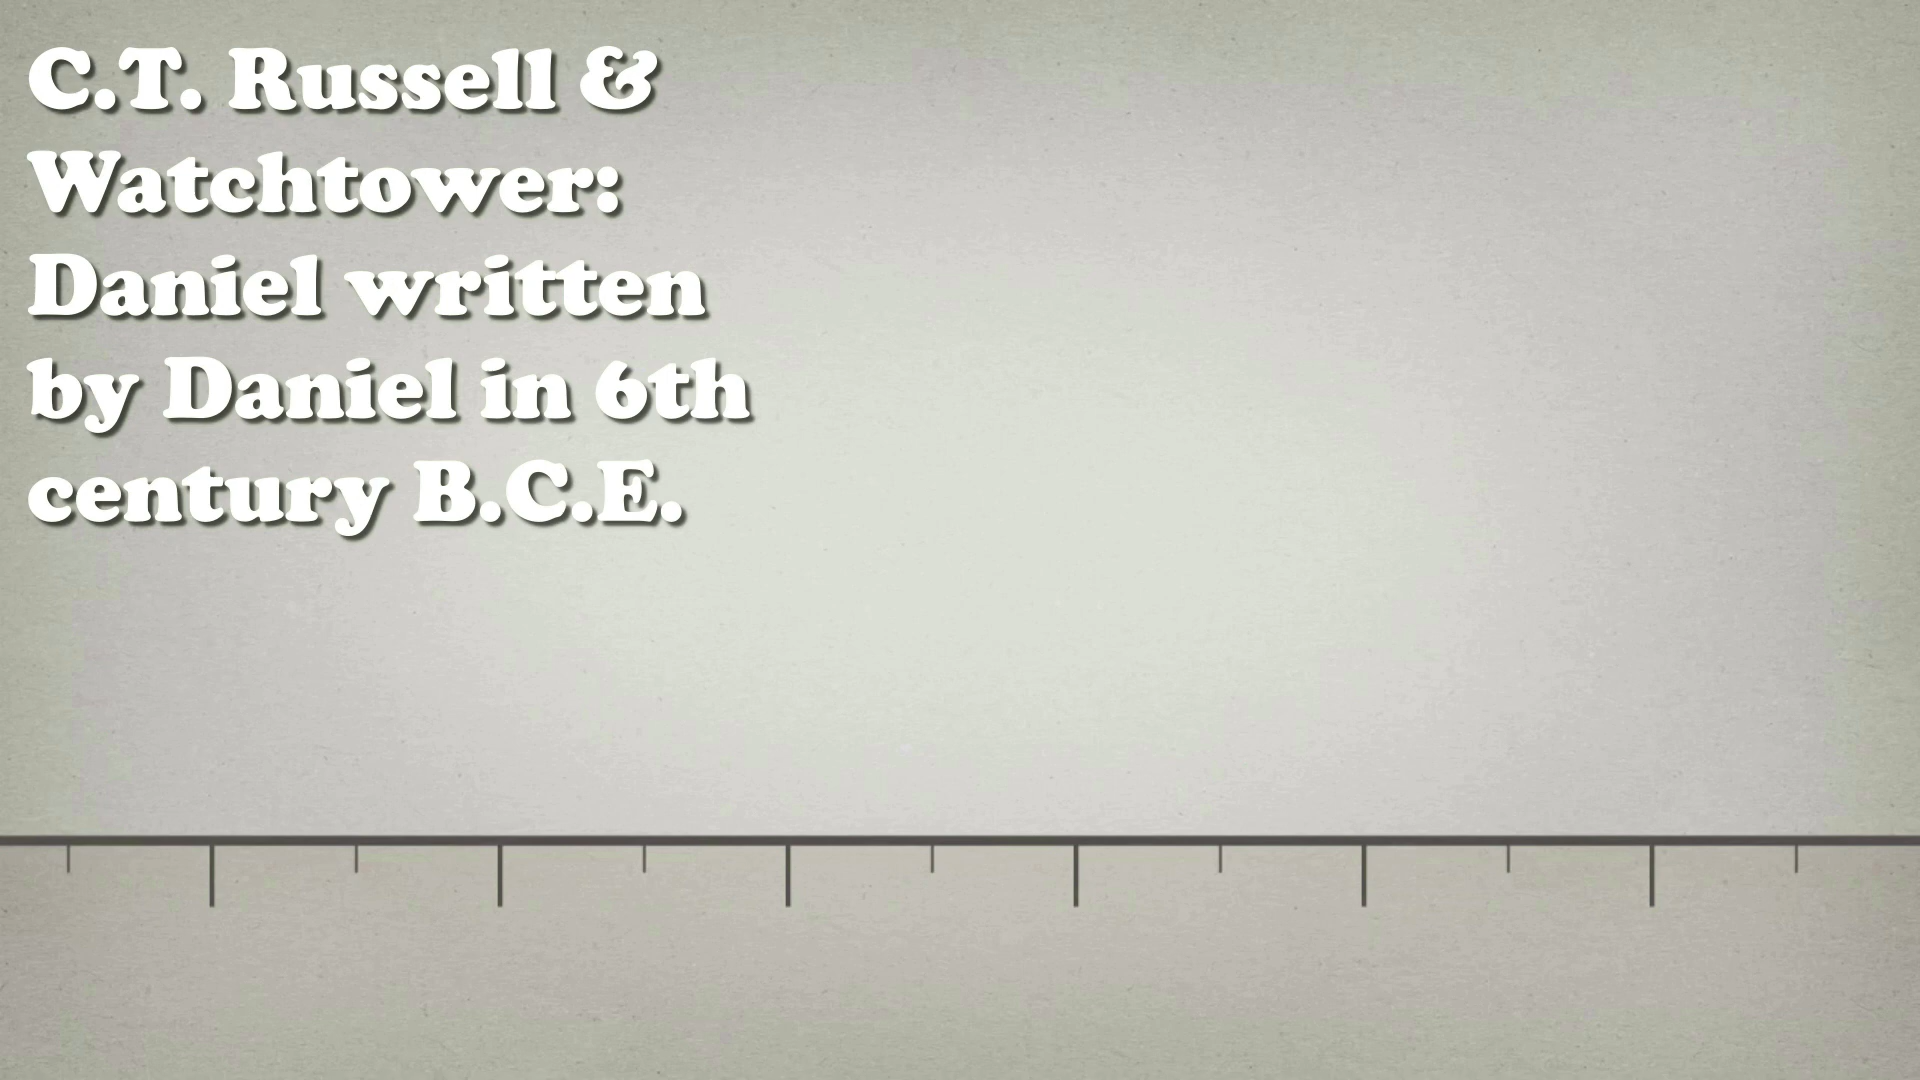 C.T. Russell &
Watchtower:
Daniel written
by Daniel in 6th
century B.C.E.